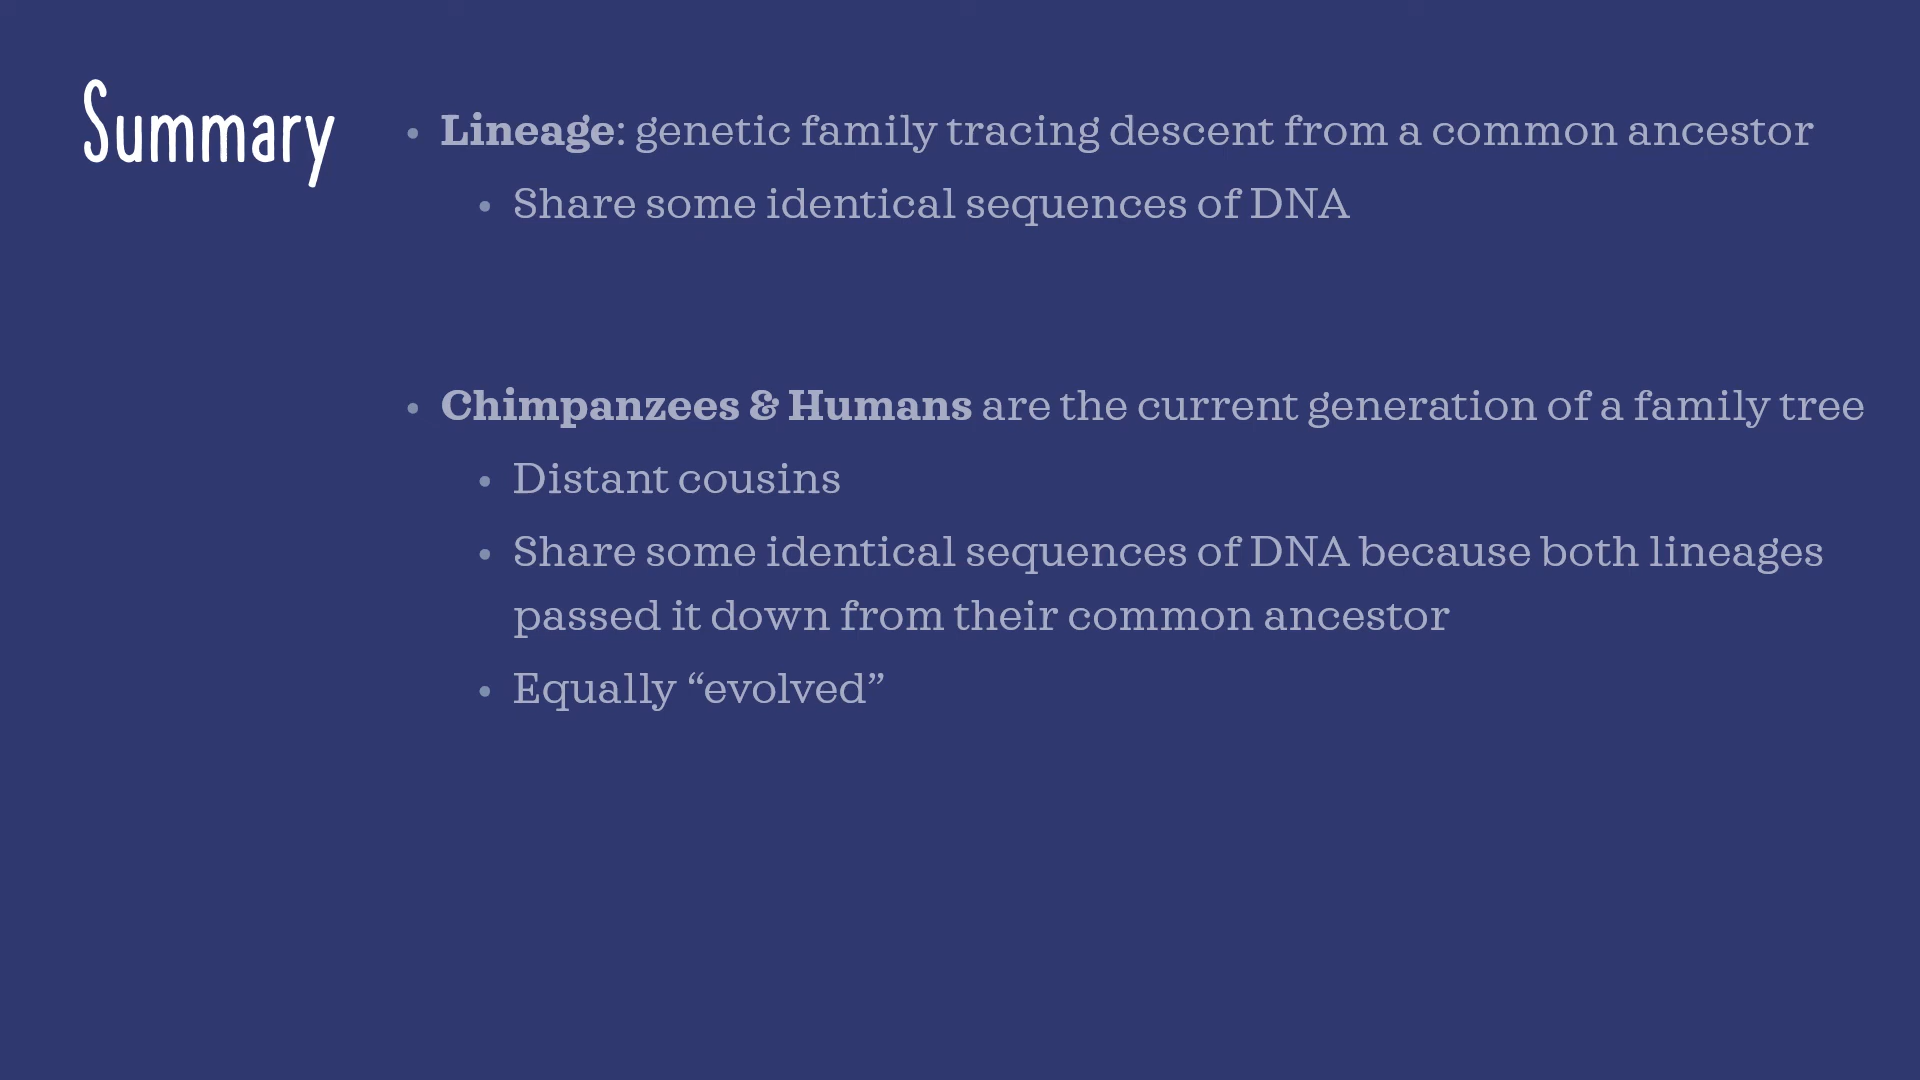 Summary
• Lineage: genetic family tracing descent from a common ancestor
• Share some identical sequences of DNA
• Chimpanzees & Humans are the current generation of a family tree
• Distant cousins
• Share some identical sequences of DNA because both lineages
passed it down from their common ancestor
• Equally “evolved”